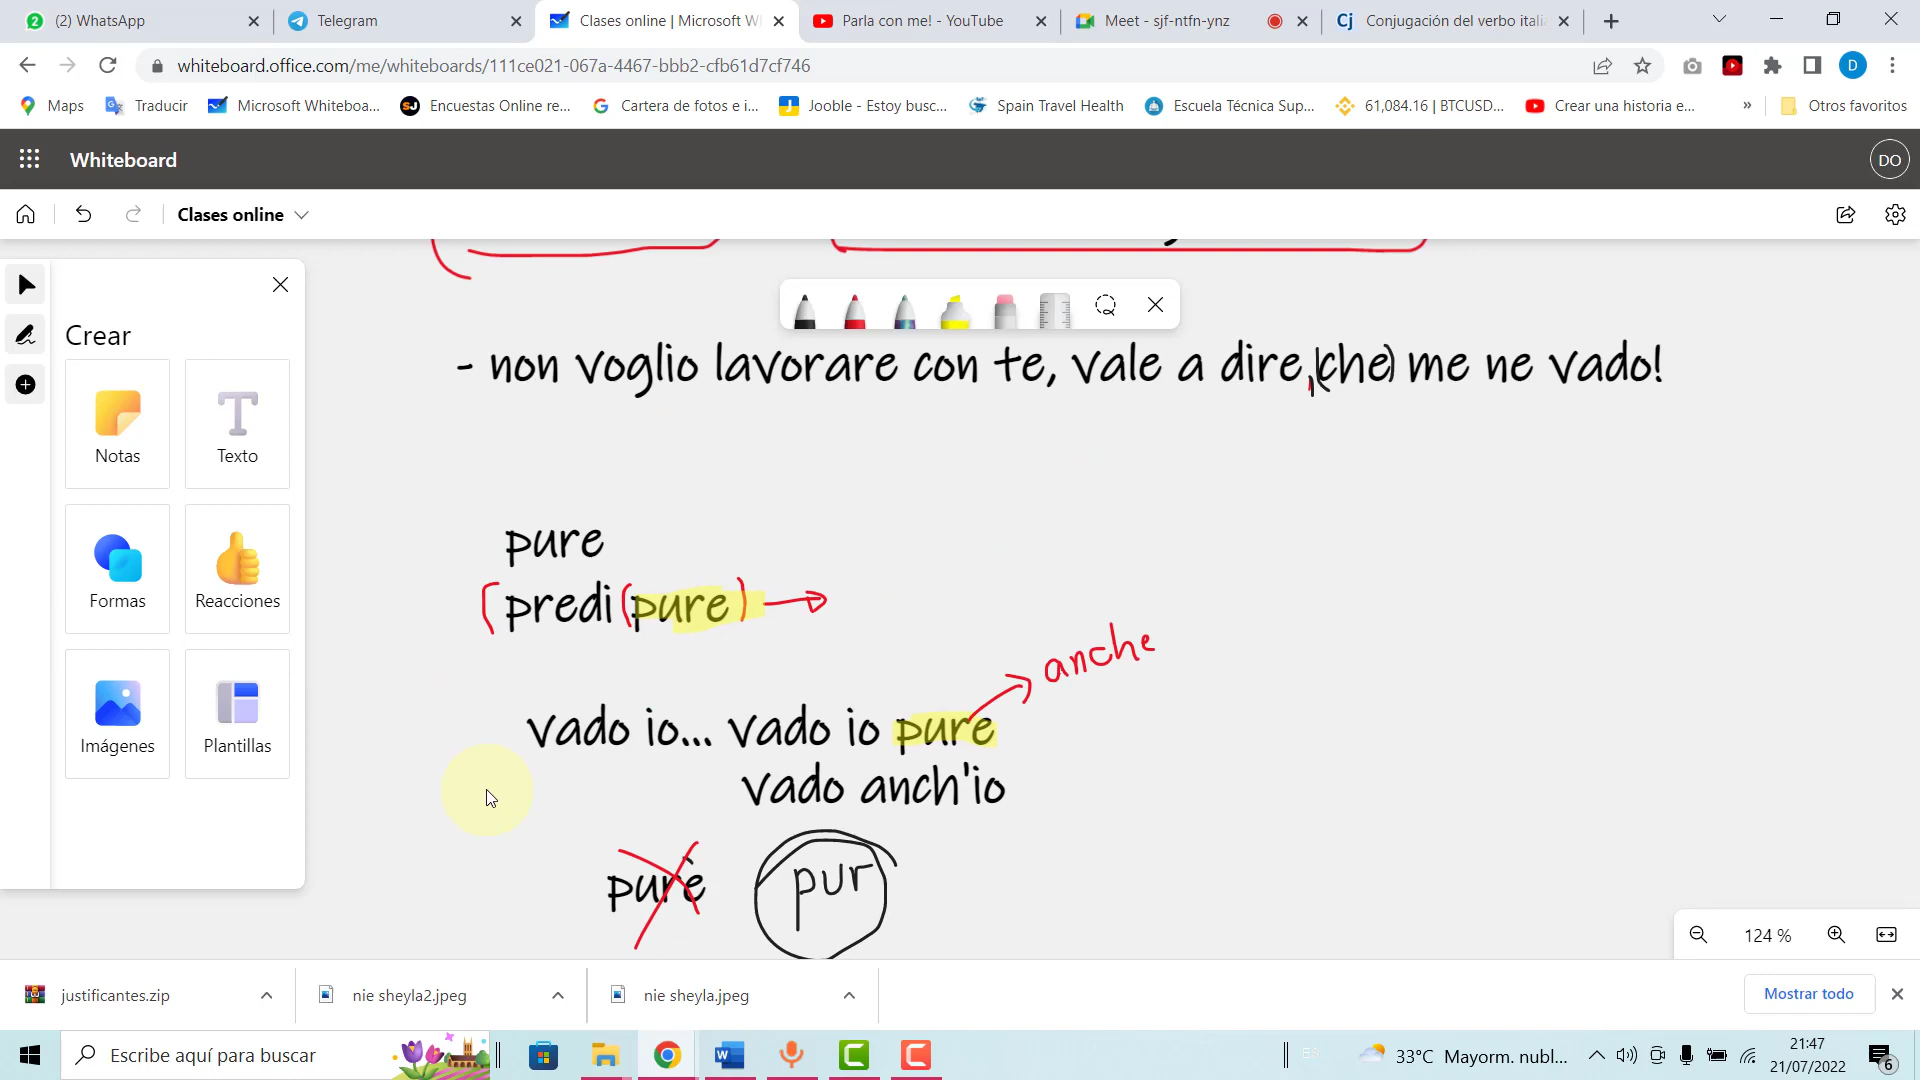 (2) WhatsApp
Telegram
Clases online | Microsoft W
Parla con me! - YouTube
Meet - sjf-ntfn-ynz
Conjugación del verbo itali
whiteboard.office.com/me/whiteboards/111ce021-067a-4467-bbb2-cfb61d7cf746
D
Maps
Traducir
Microsoft Whiteboa...
Encuestas Online re...
Cartera de fotos e i...
Jooble - Estoy busc...
Spain Travel Health
Escuela Técnica Sup...
61,084.16 | BTCUSD...
Crear una historia e...
»
Otros favoritos
Whiteboard
DO
Clases online
Crear
Notas
Texto
Formas
Reacciones
Imágenes
Plantillas
- non voglio lavorare con te, vale a dire,(che) me ne vado!
pure
(predi (pure)
anche
vado io... vado io pure
vado anch'io
puré
pur
124 %
justificantes.zip
nie sheyla2.jpeg
nie sheyla.jpeg
Mostrar todo
Escribe aquí para buscar
33°C Mayorm. nubl...
21:47
21/07/2022
6